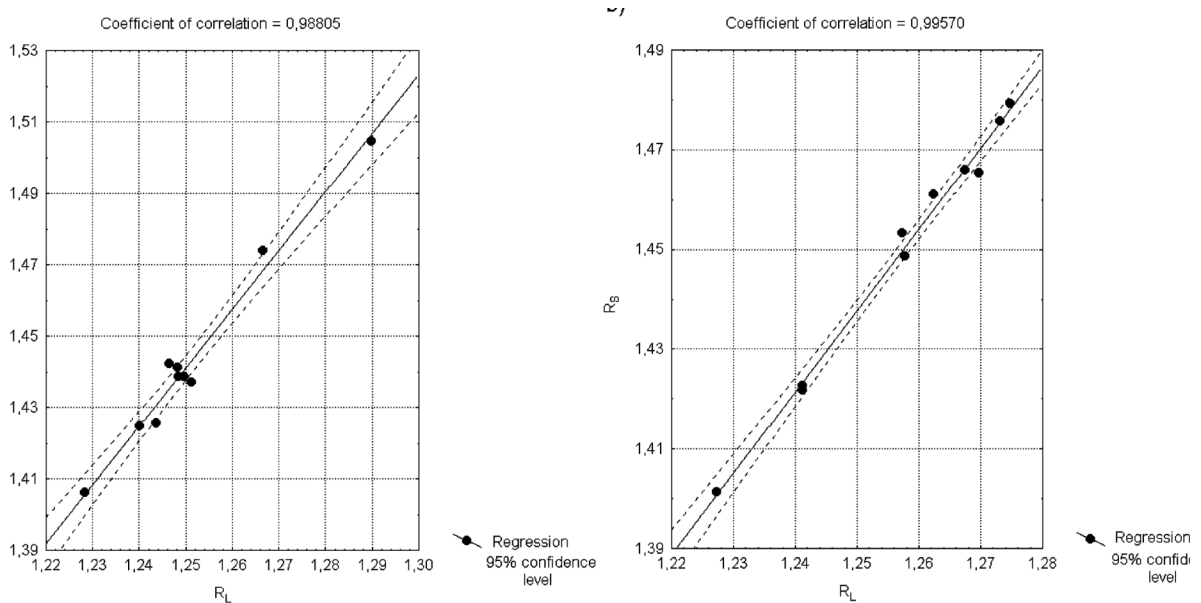 Coefficient of correlation = 0,98805
1,53
1,51
1,49
1,47
1,45
1,43
1,41
1,39
1,22 1,23 1,24 1,25 1,26 1,27 1,28 1,29 1,30
R_L
Regression
95% confidence
level
b)
Coefficient of correlation = 0,99570
1,49
1,47
1,45
R_S
1,43
1,41
1,39
1,22 1,23 1,24 1,25 1,26 1,27 1,28
R_L
Regression
95% confid
level